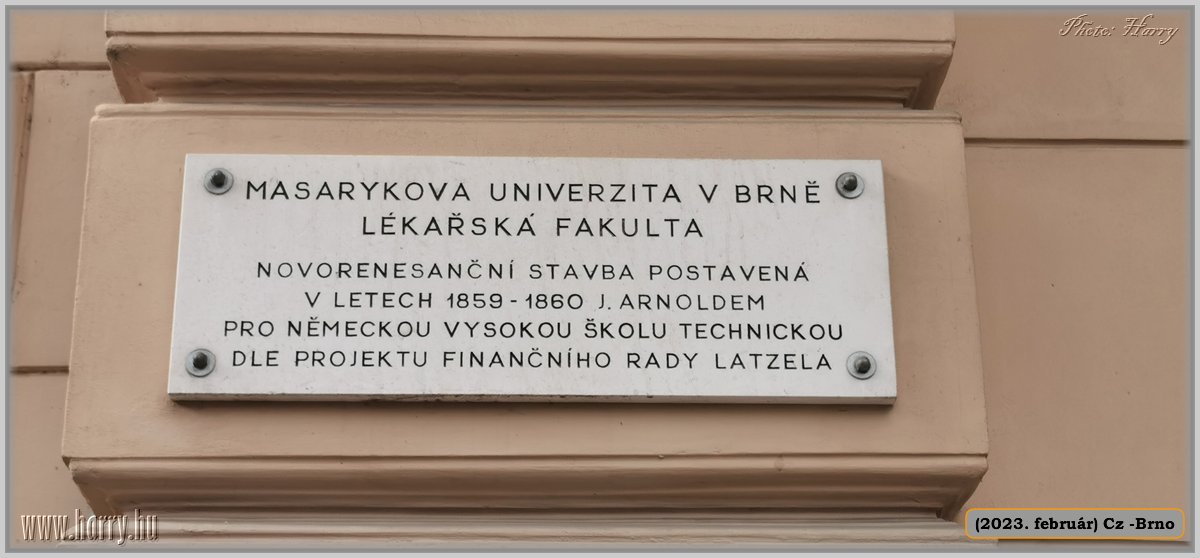 Photo: Harry
MASARYKOVA UNIVERZITA V BRNĚ
LÉKAŘSKÁ FAKULTA
NOVORENESANČNÍ STAVBA POSTAVENÁ
V LETECH 1859 - 1860 J. ARNOLDEM
PRO NĚMECKOU VYSOKOU ŠKOLU TECHNICKOU
DLE PROJEKTU FINANČNÍHO RADY LATZELA
www.harry.hu
(2023. február) Cz -Brno